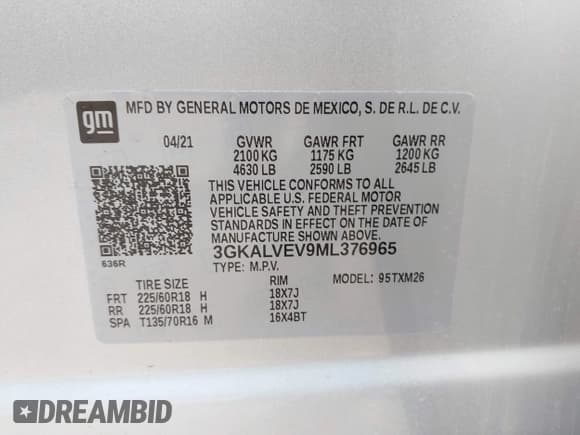 gm MFD BY GENERAL MOTORS DE MEXICO, S. DE R.L. DE C.V.
04/21 GVWR GAWR FRT GAWR RR
2100 KG 1175 KG 1200 KG
4630 LB 2590 LB 2645 LB
THIS VEHICLE CONFORMS TO ALL
APPLICABLE U.S. FEDERAL MOTOR
VEHICLE SAFETY AND THEFT PREVENTION
STANDARDS IN EFFECT ON THE DATE OF
MANUFACTURE SHOWN ABOVE.
636R 3GKALVEV9ML376965
TYPE: M.P.V. MODEL: 95TXM26
TIRE SIZE RIM
FRT 225/60R18 H 18X7J
RR 225/60R18 H 18X7J
SPA T135/70R16 M 16X4BT
DREAMBID